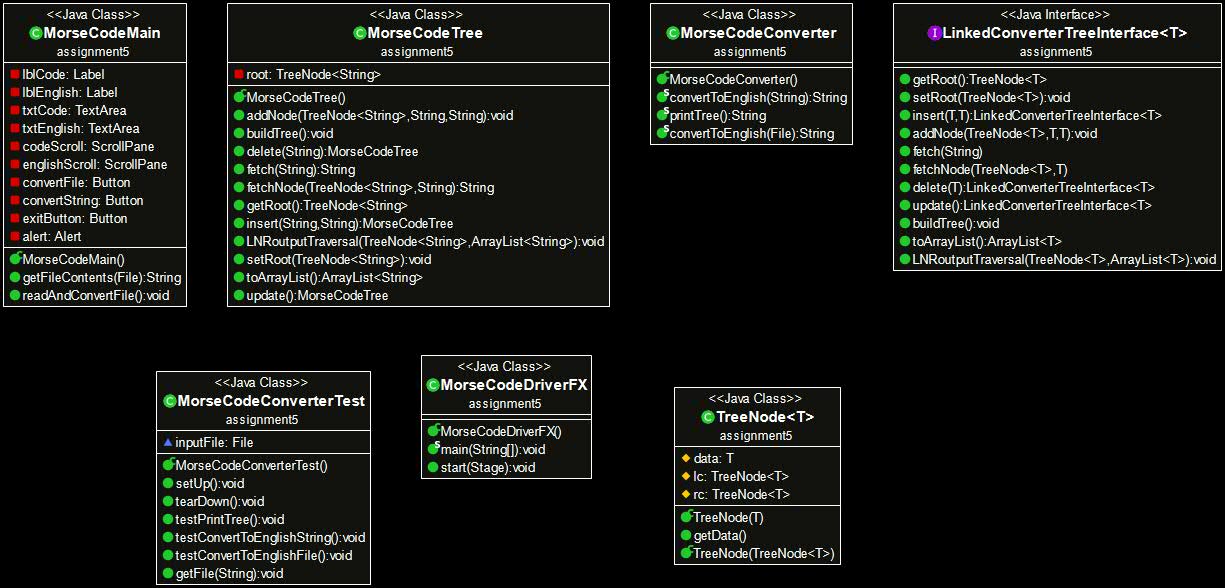 <<Java Class>>
MorseCodeMain
assignment5
lblCode: Label
lblEnglish: Label
txtCode: TextArea
txtEnglish: TextArea
codeScroll: ScrollPane
englishScroll: ScrollPane
convertFile: Button
convertString: Button
exitButton: Button
alert: Alert
MorseCodeMain()
getFileContents(File):String
readAndConvertFile():void
<<Java Class>>
MorseCodeTree
assignment5
root: TreeNode<String>
MorseCodeTree()
addNode(TreeNode<String>,String,String):void
buildTree():void
delete(String):MorseCodeTree
fetch(String):String
fetchNode(TreeNode<String>,String):String
getRoot():TreeNode<String>
insert(String,String):MorseCodeTree
LNRoutputTraversal(TreeNode<String>,ArrayList<String>):void
setRoot(TreeNode<String>):void
toArrayList():ArrayList<String>
update():MorseCodeTree
<<Java Class>>
MorseCodeConverter
assignment5
MorseCodeConverter()
convertToEnglish(String):String
printTree():String
convertToEnglish(File):String
<<Java Interface>>
LinkedConverterTreeInterface<T>
assignment5
getRoot():TreeNode<T>
setRoot(TreeNode<T>):void
insert(T,T):LinkedConverterTreeInterface<T>
addNode(TreeNode<T>,T,T):void
fetch(String)
fetchNode(TreeNode<T>,T)
delete(T):LinkedConverterTreeInterface<T>
update():LinkedConverterTreeInterface<T>
buildTree():void
toArrayList():ArrayList<T>
LNRoutputTraversal(TreeNode<T>,ArrayList<T>):void
<<Java Class>>
MorseCodeConverterTest
assignment5
inputFile: File
MorseCodeConverterTest()
setUp():void
tearDown():void
testPrintTree():void
testConvertToEnglishString():void
testConvertToEnglishFile():void
getFile(String):void
<<Java Class>>
MorseCodeDriverFX
assignment5
MorseCodeDriverFX()
main(String[]):void
start(Stage):void
<<Java Class>>
TreeNode<T>
assignment5
data: T
lc: TreeNode<T>
rc: TreeNode<T>
TreeNode(T)
getData()
TreeNode(TreeNode<T>)